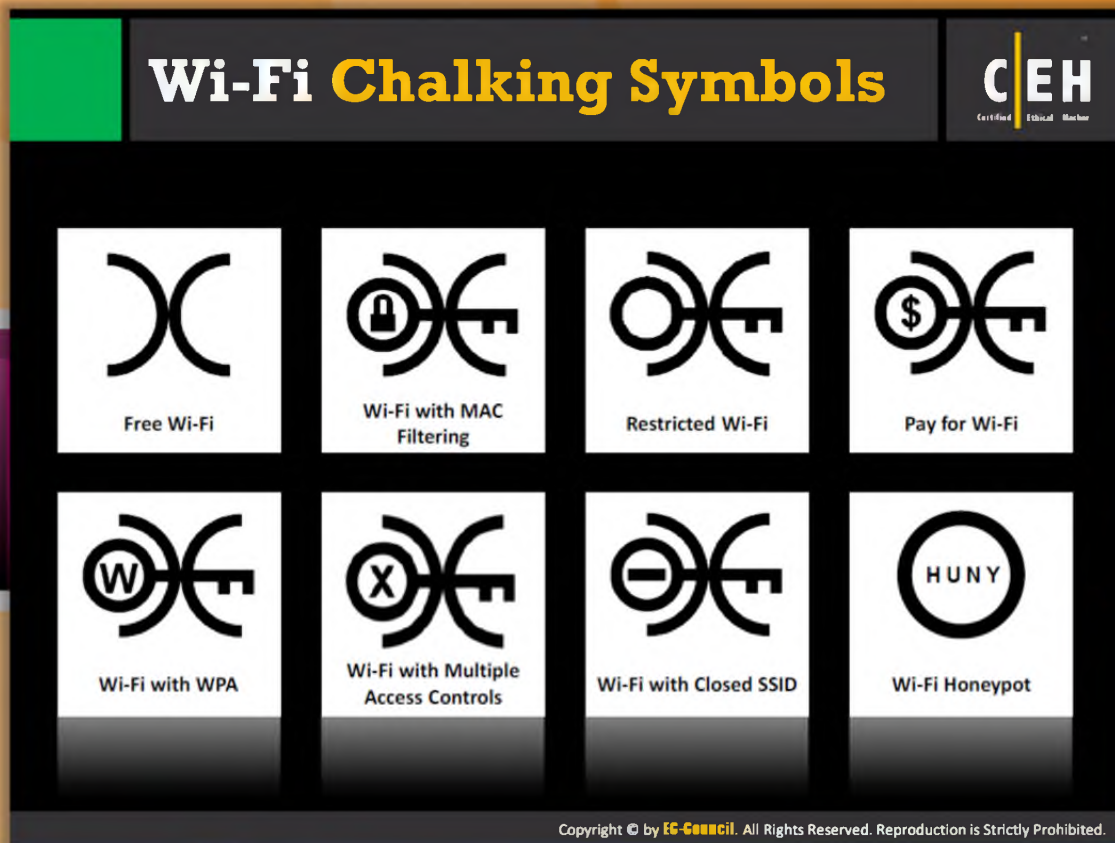 Wi-Fi Chalking Symbols
C EH
Certified Ethical Hacker
Free Wi-Fi
Wi-Fi with MAC
Filtering
Restricted Wi-Fi
$
Pay for Wi-Fi
W
Wi-Fi with WPA
X
Wi-Fi with Multiple
Access Controls
Wi-Fi with Closed SSID
HUNY
Wi-Fi Honeypot
Copyright © by EC-Council. All Rights Reserved. Reproduction is Strictly Prohibited.